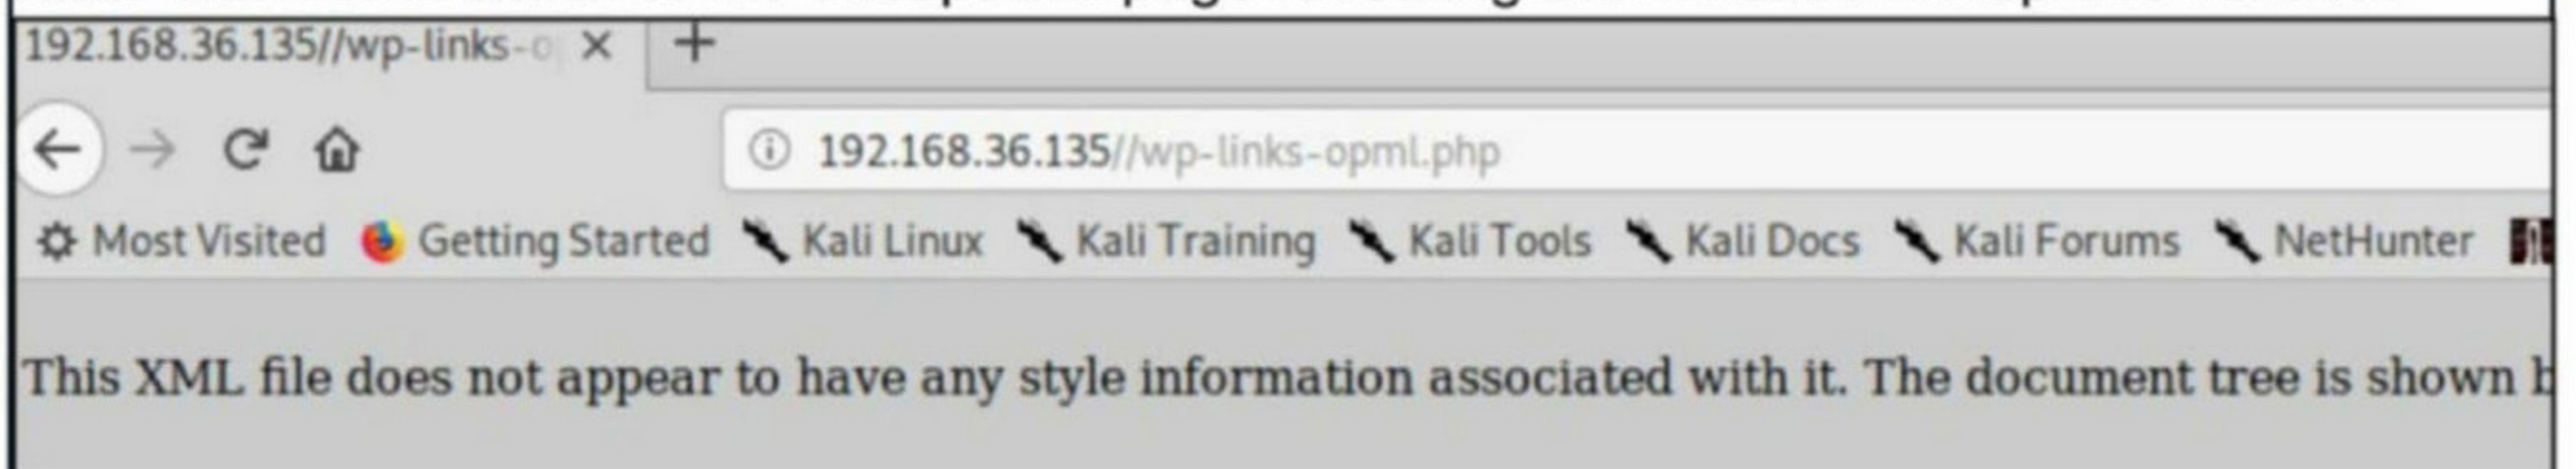 192.168.36.135//wp-links-o
192.168.36.135//wp-links-opml.php
Most Visited Getting Started Kali Linux Kali Training Kali Tools Kali Docs Kali Forums NetHunter
This XML file does not appear to have any style information associated with it. The document tree is shown b